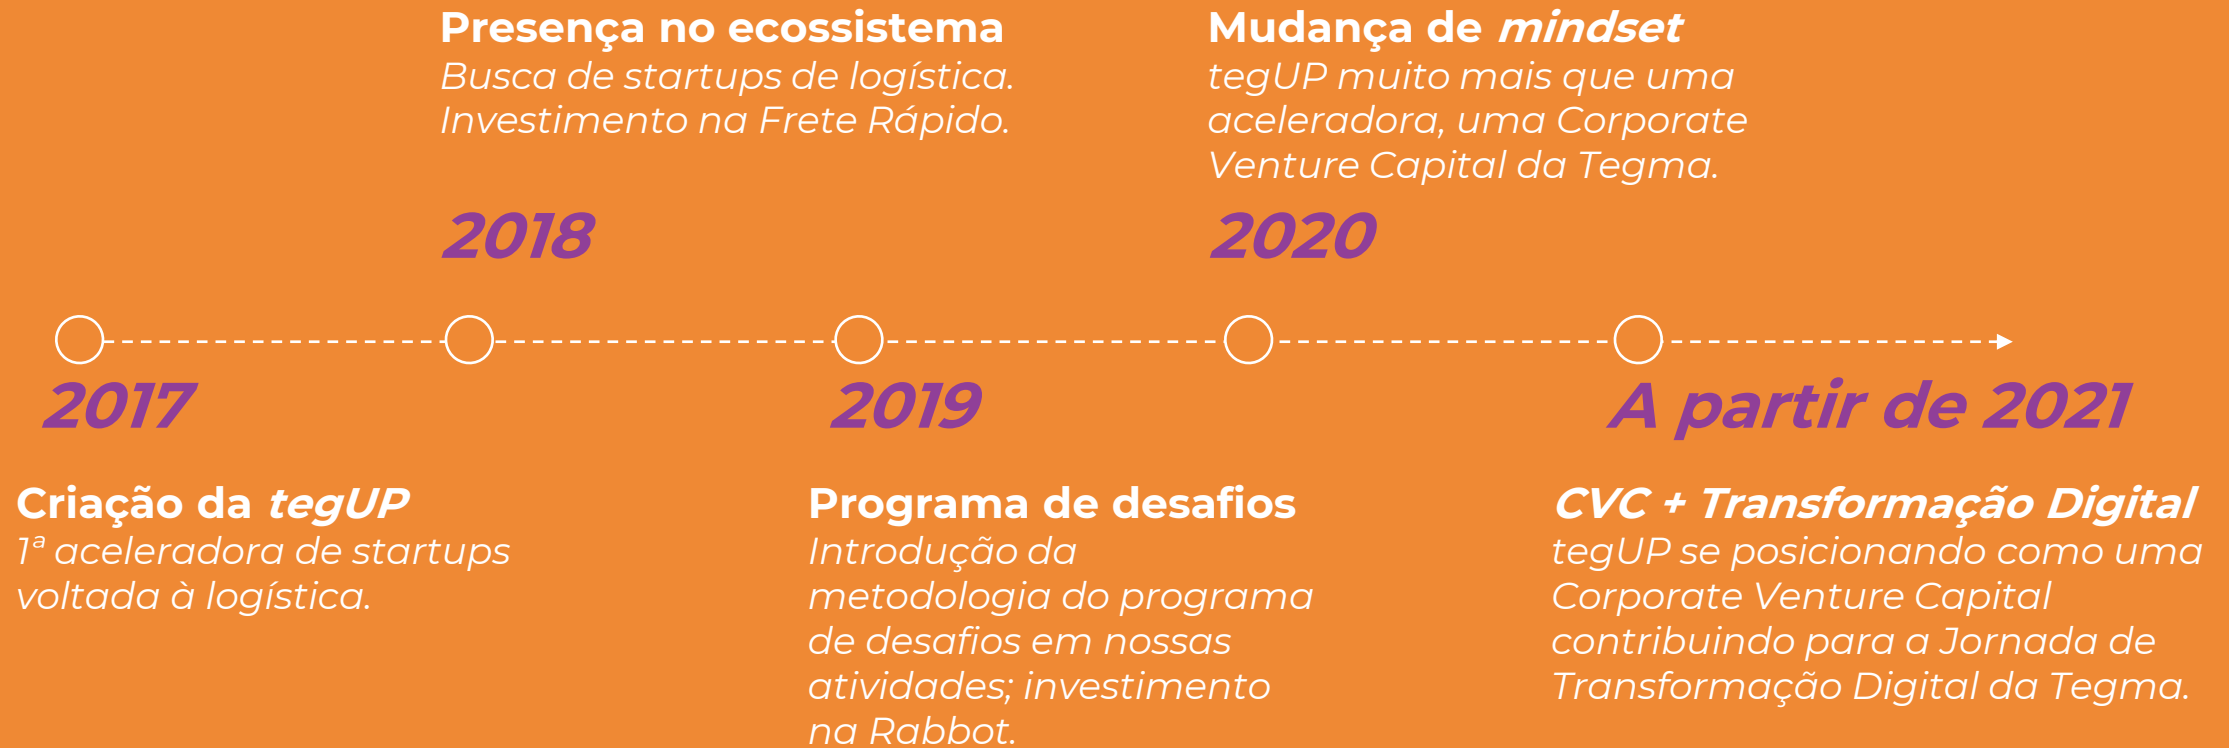 Presença no ecossistema
Busca de startups de logística.
Investimento na Frete Rápido.
2018
Mudança de mindset
tegUP muito mais que uma
aceleradora, uma Corporate
Venture Capital da Tegma.
2020
2017
Criação da tegUP
1ª aceleradora de startups
voltada à logística.
2019
Programa de desafios
Introdução da
metodologia do programa
de desafios em nossas
atividades; investimento
na Rabbot.
A partir de 2021
CVC + Transformação Digital
tegUP se posicionando como uma
Corporate Venture Capital
contribuindo para a Jornada de
Transformação Digital da Tegma.